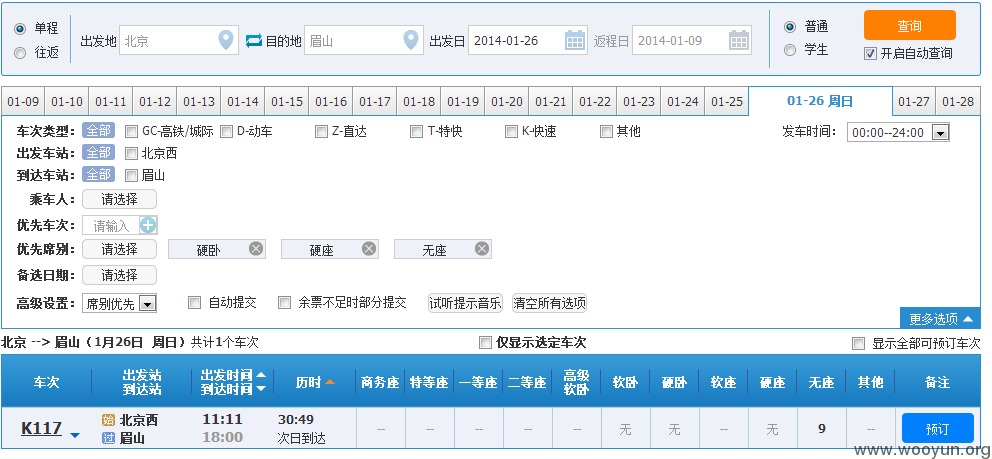 单程
往返
出发地 北京 目的地 眉山 出发日 2014-01-26 返程日 2014-01-09
普通
学生
查询
开启自动查询
01-09 01-10 01-11 01-12 01-13 01-14 01-15 01-16 01-17 01-18 01-19 01-20 01-21 01-22 01-23 01-24 01-25 01-26 周日 01-27 01-28
车次类型： 全部 GC-高铁/城际 D-动车 Z-直达 T-特快 K-快速 其他 发车时间： 00:00--24:00
出发车站： 全部 北京西
到达车站： 全部 眉山
乘车人： 请选择
优先车次： 请输入
优先席别： 请选择 硬卧 硬座 无座
备选日期： 请选择
高级设置： 席别优先 自动提交 余票不足时部分提交 试听提示音乐 清空所有选项
更多选项
北京 --> 眉山（1月26日 周日）共计1个车次 仅显示选定车次 显示全部可预订车次
车次 出发站 到达站 出发时间 到达时间 历时 商务座 特等座 一等座 二等座 高级软卧 软卧 硬卧 软座 硬座 无座 其他 备注
K117 始 北京西 11:11 30:49 -- -- -- -- -- 无 无 -- 无 9 -- 预订
过 眉山 18:00 次日到达
www.wooyun.org